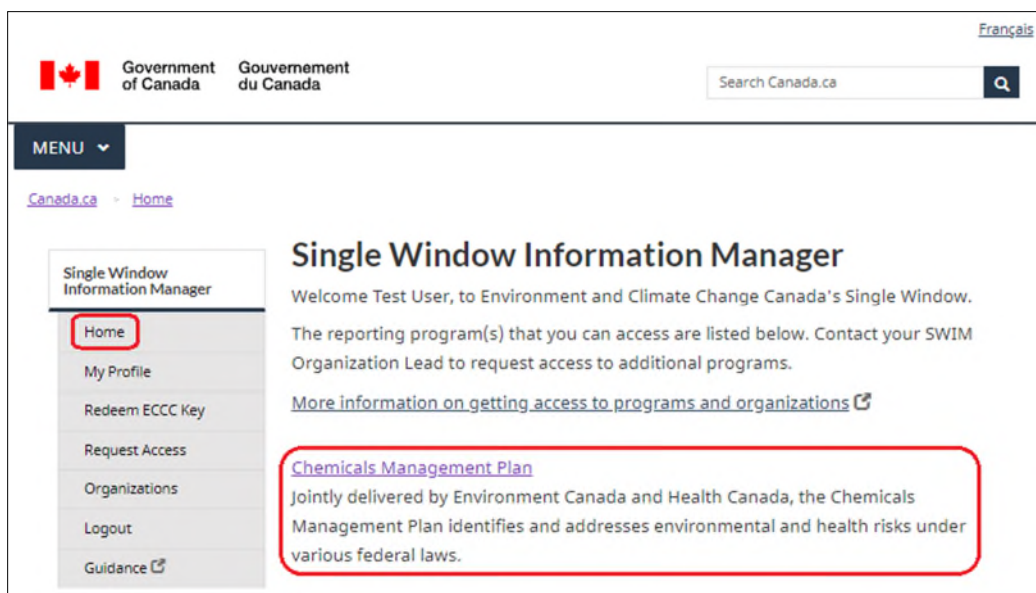 Français
Government of Canada
Gouvernement du Canada
Search Canada.ca
MENU
Canada.ca > Home
Single Window
Information Manager
Home
My Profile
Redeem ECCC Key
Request Access
Organizations
Logout
Guidance
Single Window Information Manager
Welcome Test User, to Environment and Climate Change Canada's Single Window.
The reporting program(s) that you can access are listed below. Contact your SWIM
Organization Lead to request access to additional programs.
More information on getting access to programs and organizations
Chemicals Management Plan
Jointly delivered by Environment Canada and Health Canada, the Chemicals
Management Plan identifies and addresses environmental and health risks under
various federal laws.